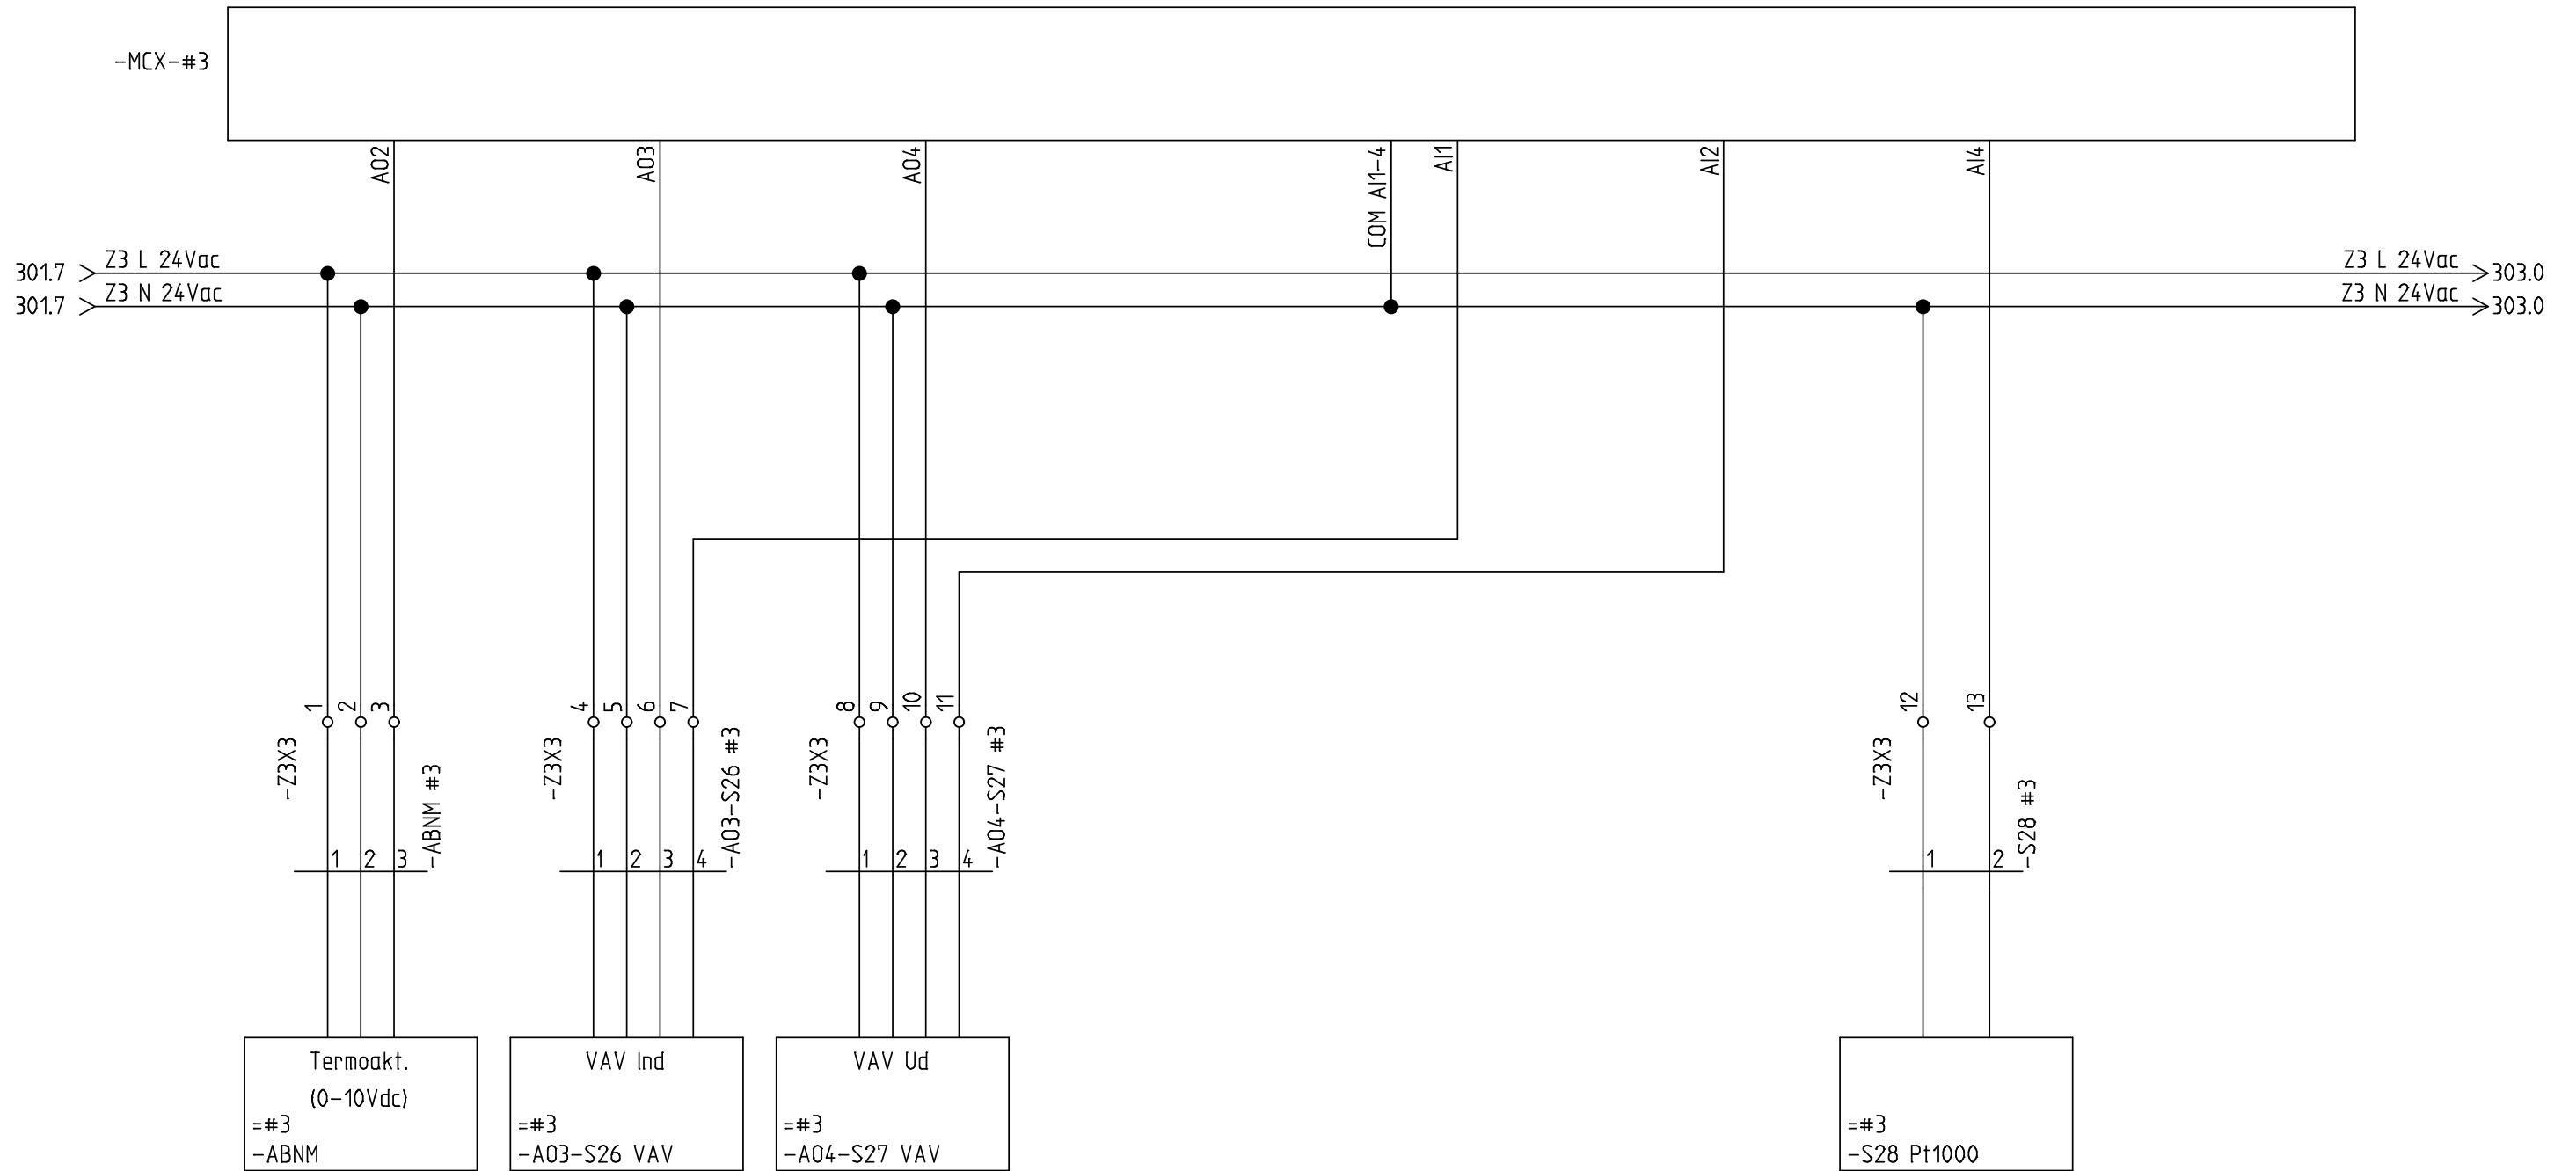 -MCX-#3
AO2
AO3
AO4
COM AI1-4
AI1
AI2
AI4
301.7
Z3 L 24Vac
Z3 L 24Vac
303.0
301.7
Z3 N 24Vac
Z3 N 24Vac
303.0
1
2
3
4
5
6
7
8
9
10
11
12
13
-Z3X3
-Z3X3
-Z3X3
-Z3X3
-ABNM #3
-AO3-S26 #3
-AO4-S27 #3
-S28 #3
1 2 3
1 2 3 4
1 2 3 4
1 2
Termoakt.
(0-10Vdc)
=#3
-ABNM
VAV Ind
=#3
-AO3-S26 VAV
VAV Ud
=#3
-AO4-S27 VAV
=#3
-S28 Pt1000